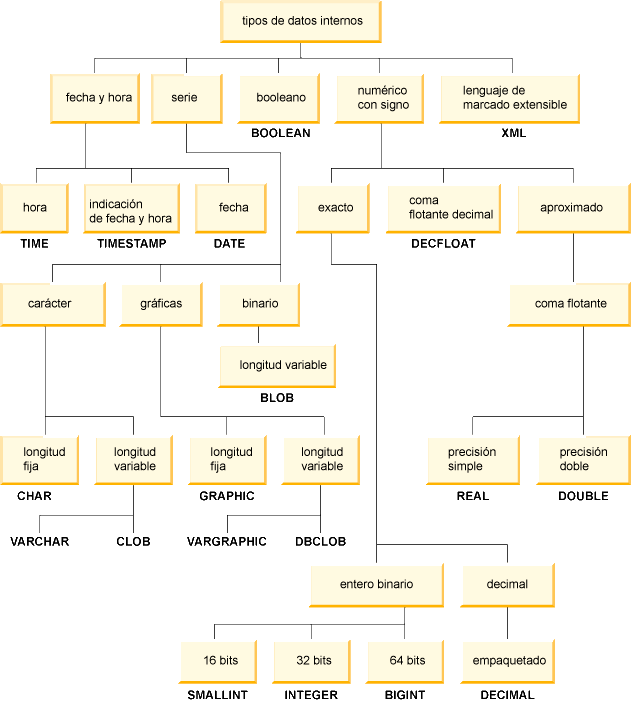 tipos de datos internos
fecha y hora
serie
booleano
numérico
con signo
lenguaje de
marcado extensible
BOOLEAN
XML
hora
indicación
de fecha y hora
fecha
exacto
coma
flotante decimal
aproximado
TIME
TIMESTAMP
DATE
DECFLOAT
carácter
gráficas
binario
coma flotante
longitud variable
BLOB
longitud
fija
longitud
variable
longitud
fija
longitud
variable
precisión
simple
precisión
doble
CHAR
GRAPHIC
REAL
DOUBLE
VARCHAR
CLOB
VARGRAPHIC
DBCLOB
entero binario
decimal
16 bits
32 bits
64 bits
empaquetado
SMALLINT
INTEGER
BIGINT
DECIMAL